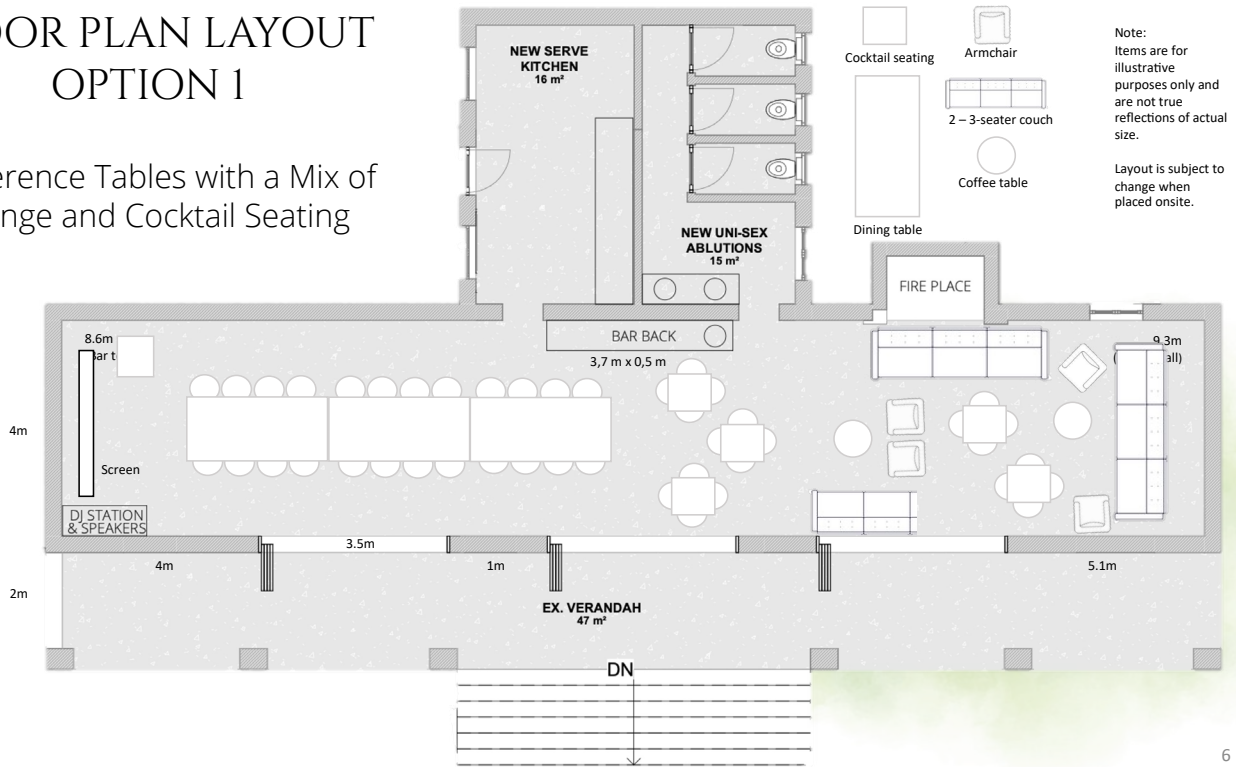 OOR PLAN LAYOUT
OPTION 1
erence Tables with a Mix of
nge and Cocktail Seating
NEW SERVE
KITCHEN
16 m²
NEW UNI-SEX
ABLUTIONS
15 m²
Cocktail seating
Armchair
2 – 3-seater couch
Coffee table
Dining table
Note:
Items are for
illustrative
purposes only and
are not true
reflections of actual
size.
Layout is subject to
change when
placed onsite.
FIRE PLACE
8.6m
bar t
BAR BACK
3,7 m x 0,5 m
9.3m
( all)
4m
Screen
DJ STATION
& SPEAKERS
3.5m
4m
1m
5.1m
2m
EX. VERANDAH
47 m²
DN
6